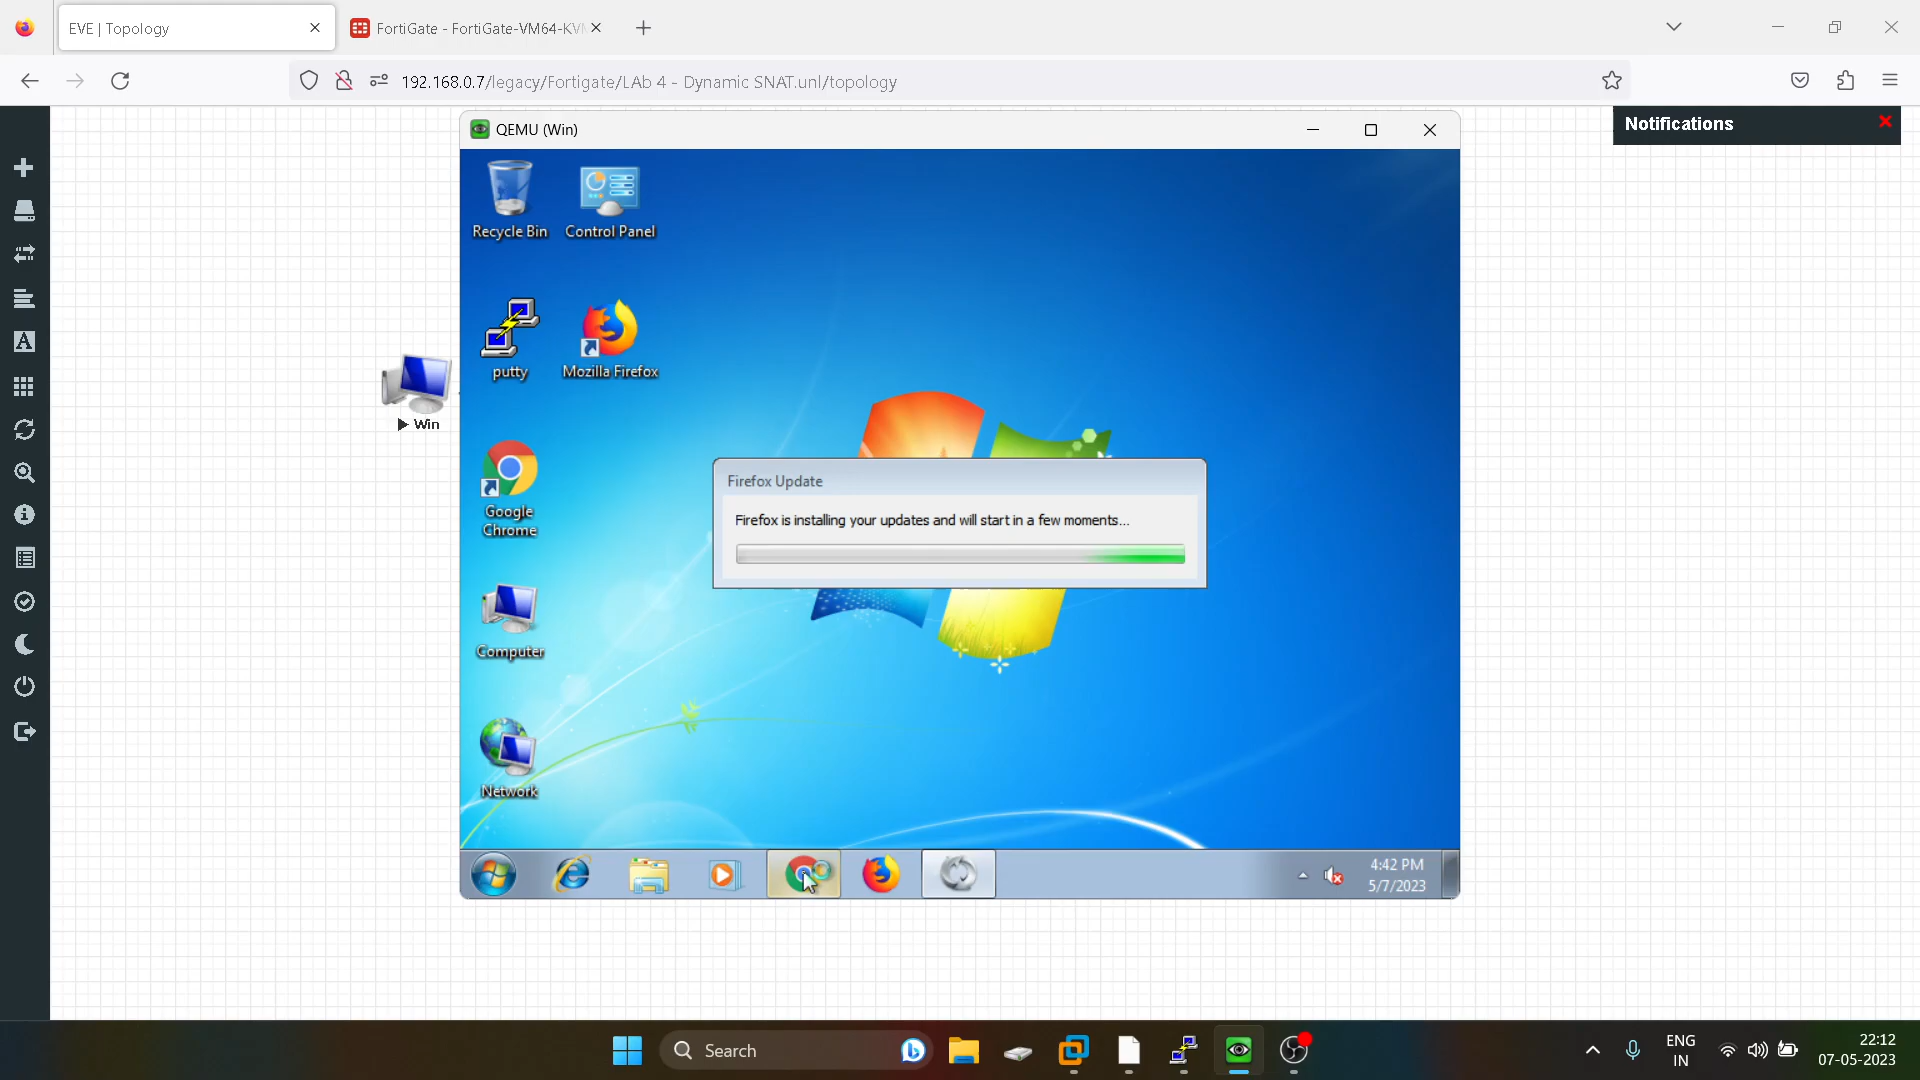 EVE | Topology
FortiGate - FortiGate-VM64-KV
192.168.0.7/legacy/Fortigate/LAb 4 - Dynamic SNAT.unl/topology
QEMU (Win)
Notifications
Recycle Bin
Control Panel
putty
Mozilla Firefox
Win
Google
Chrome
Firefox Update
Firefox is installing your updates and will start in a few moments...
Computer
Network
4:42 PM
5/7/2023
Search
ENG
IN
22:12
07-05-2023